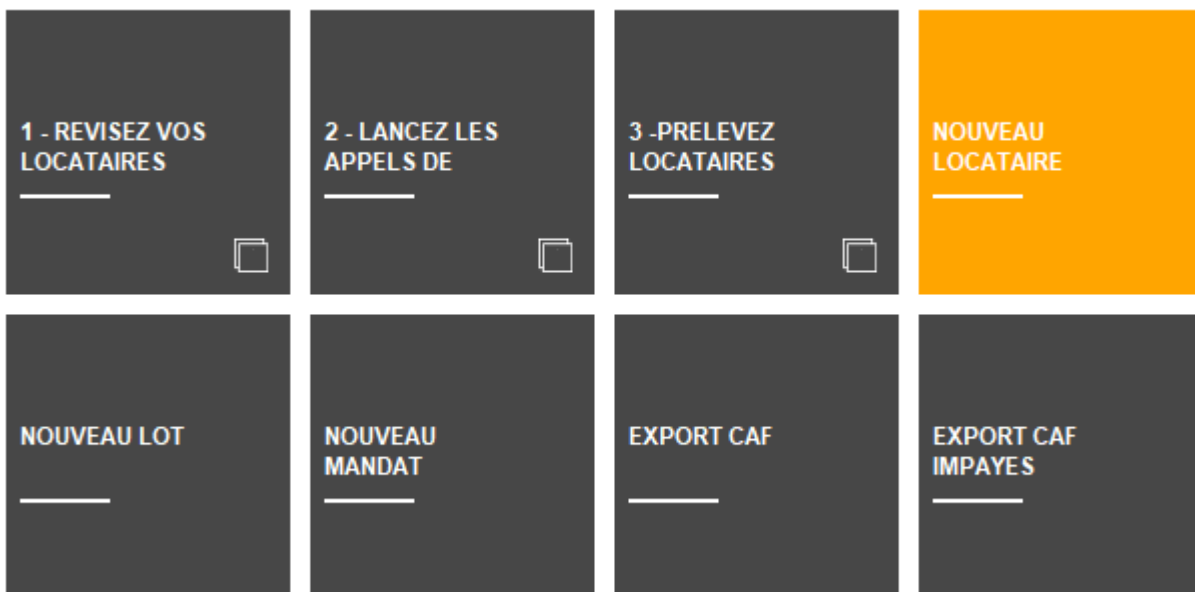 1 - REVISEZ VOS
LOCATAIRES
2 - LANCEZ LES
APPELS DE
3 -PRELEVEZ
LOCATAIRES
NOUVEAU
LOCATAIRE
NOUVEAU LOT
NOUVEAU
MANDAT
EXPORT CAF
EXPORT CAF
IMPAYES